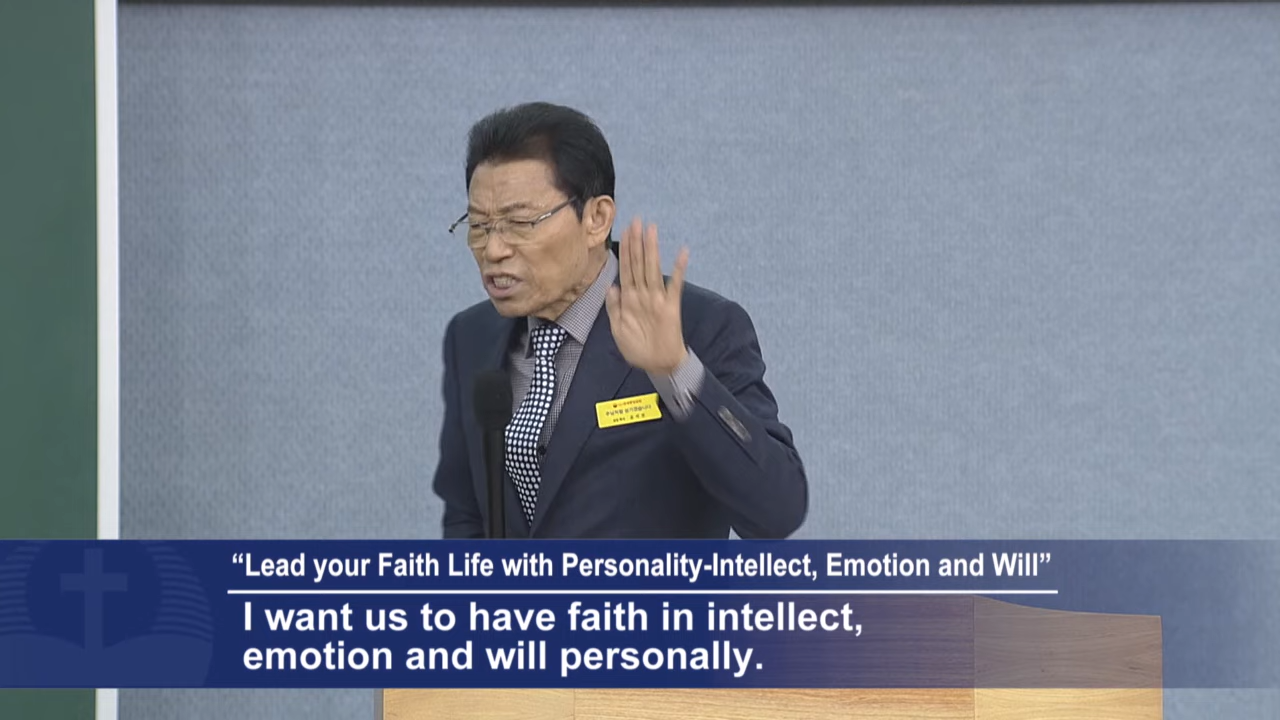 “Lead your Faith Life with Personality-Intellect, Emotion and Will”
I want us to have faith in intellect,
emotion and will personally.